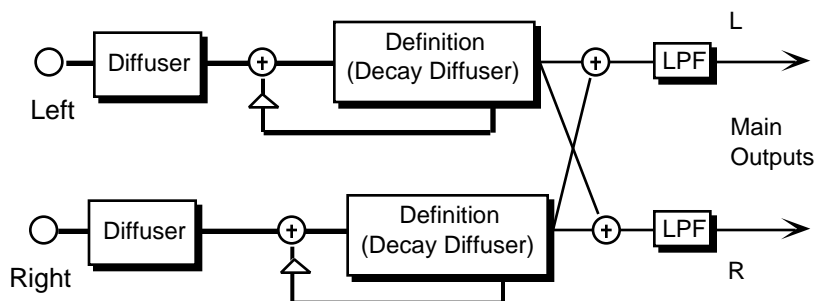 L
Diffuser
Definition
(Decay Diffuser)
LPF
Left
Main
Outputs
Diffuser
Definition
(Decay Diffuser)
LPF
Right
R